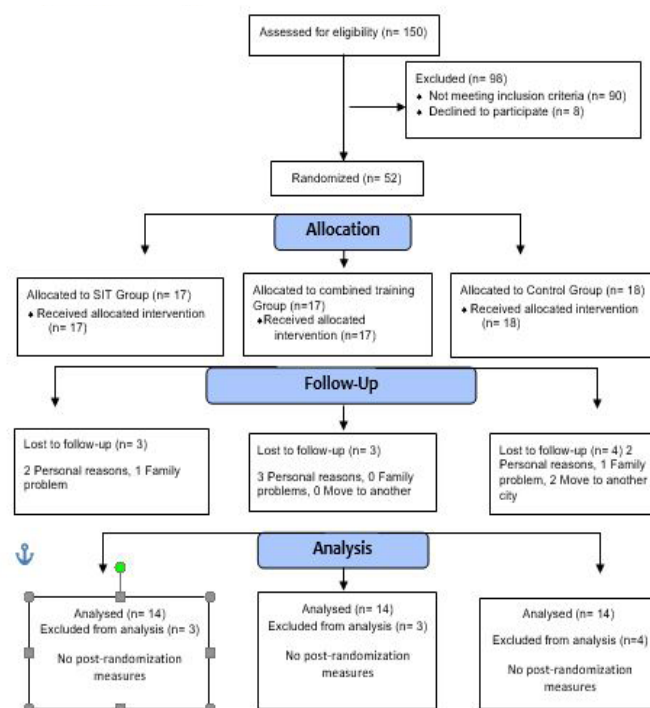 Assessed for eligibility (n= 150)
Excluded (n= 98)
♦ Not meeting inclusion criteria (n= 90)
♦ Declined to participate (n= 8)
Randomized (n= 52)
Allocation
Allocated to SIT Group (n= 17)
♦ Received allocated intervention
(n= 17)
Allocated to combined training
Group (n=17)
♦Received allocated
intervention (n=17)
Allocated to Control Group (n= 18)
♦ Received allocated intervention
(n= 18)
Follow-Up
Lost to follow-up (n= 3)
2 Personal reasons, 1 Family
problem
Lost to follow-up (n= 3)
3 Personal reasons, 0 Family
problems, 0 Move to another
Lost to follow-up (n= 4) 2
Personal reasons, 1 Family
problem, 2 Move to another
city
Analysis
Analysed (n= 14)
Excluded from analysis (n= 3)
No post-randomization
measures
Analysed (n= 14)
Excluded from analysis (n= 3)
No post-randomization
measures
Analysed (n= 14)
Excluded from analysis (n=4)
No post-randomization
measures